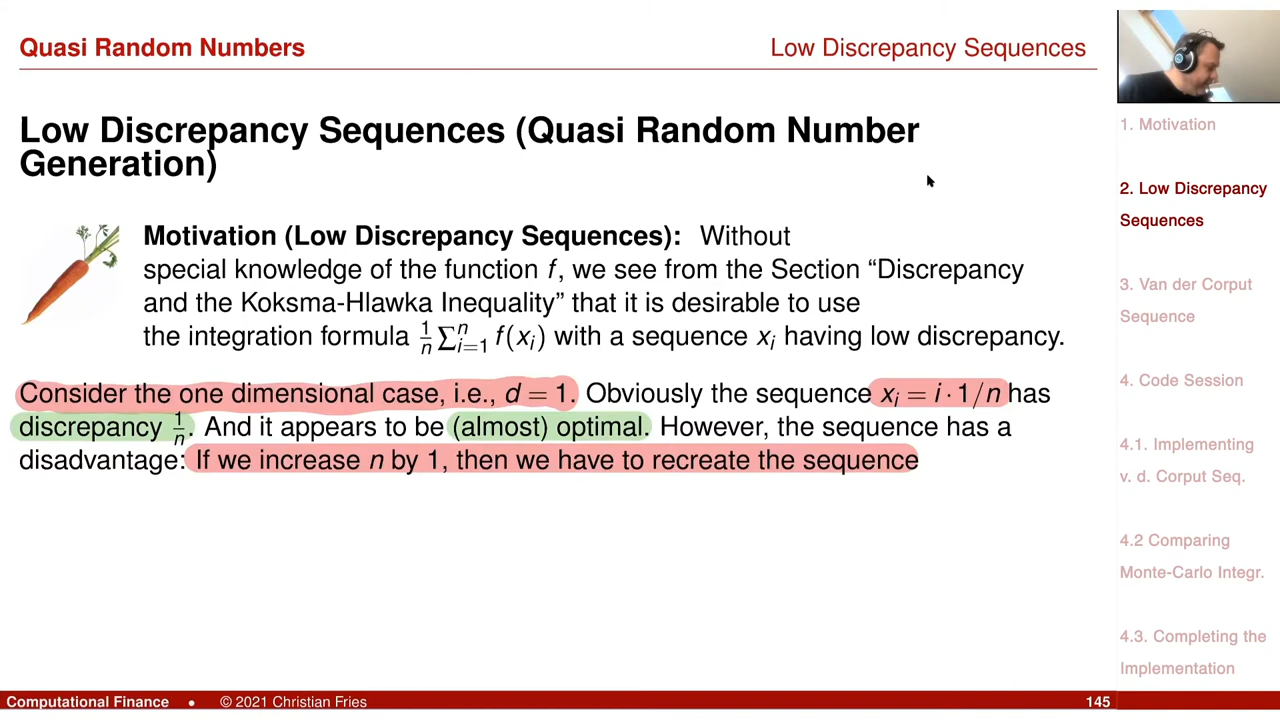 Quasi Random Numbers
Low Discrepancy Sequences
Low Discrepancy Sequences (Quasi Random Number
Generation)
Motivation (Low Discrepancy Sequences): Without
special knowledge of the function f, we see from the Section “Discrepancy
and the Koksma-Hlawka Inequality” that it is desirable to use
the integration formula 1/n ∑ⁿᵢ₌₁ f(xᵢ) with a sequence xᵢ having low discrepancy.
Consider the one dimensional case, i.e., d = 1. Obviously the sequence xᵢ = i · 1/n has
discrepancy 1/n. And it appears to be (almost) optimal. However, the sequence has a
disadvantage: If we increase n by 1, then we have to recreate the sequence
1. Motivation
2. Low Discrepancy
Sequences
3. Van der Corput
Sequence
4. Code Session
4.1. Implementing
v. d. Corput Seq.
4.2 Comparing
Monte-Carlo Integr.
4.3. Completing the
Implementation
Computational Finance • © 2021 Christian Fries
145